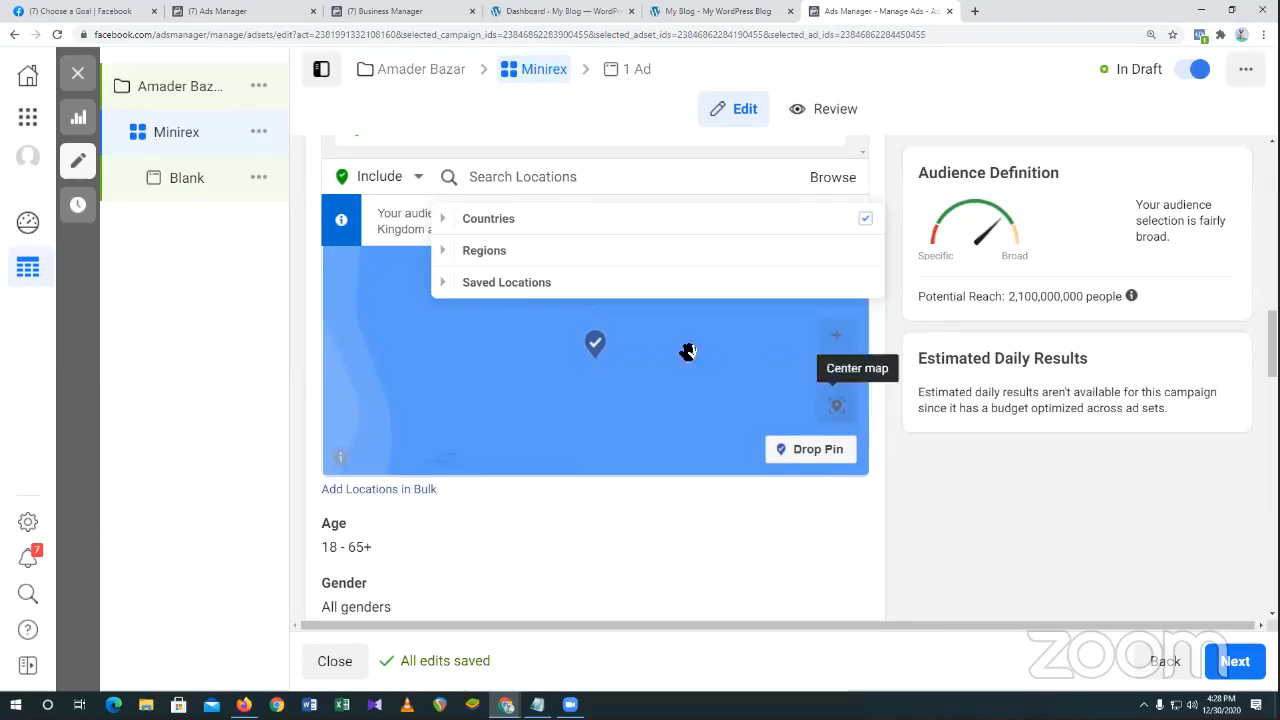 (7) Choose a Goal | Facebook
(7) Ads Manager
(7) Business Manager
Dashboard ‹ My Blog — WordPre
My Blog – My WordPress Blog
Ads Manager - Manage Ads - Ad
facebook.com/adsmanager/manage/adsets/edit?act=2381991332108160&selected_campaign_ids=23846862283900455&selected_adset_ids=23846862284190455&selected_ad_ids=23846862284450455
Amader Bazar
Minirex
1 Ad
In Draft
Amader Baz...
Edit
Review
Minirex
Blank
Include
Search Locations
Browse
Your audie
Kingdom a
Countries
Regions
Saved Locations
Center map
Drop Pin
Add Locations in Bulk
Age
18 - 65+
Gender
All genders
Audience Definition
Specific
Broad
Your audience
selection is fairly
broad.
Potential Reach: 2,100,000,000 people
Estimated Daily Results
Estimated daily results aren't available for this campaign
since it has a budget optimized across ad sets.
7
Close
All edits saved
Back
Next
zoom
4:28 PM
12/30/2020